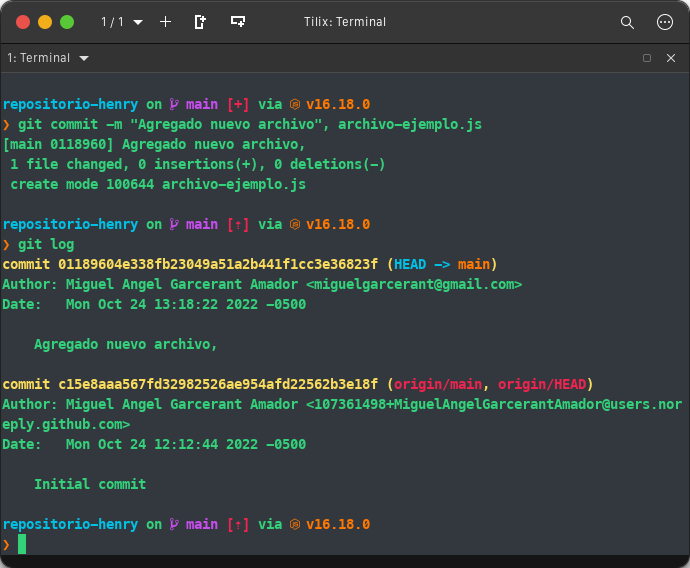 1 / 1
Tilix: Terminal
1: Terminal
repositorio-henry on main [+] via v16.18.0
❯ git commit -m "Agregado nuevo archivo", archivo-ejemplo.js
[main 0118960] Agregado nuevo archivo,
 1 file changed, 0 insertions(+), 0 deletions(-)
 create mode 100644 archivo-ejemplo.js
repositorio-henry on main [↑] via v16.18.0
❯ git log
commit 01189604e338fb23049a51a2b441f1cc3e36823f (HEAD -> main)
Author: Miguel Angel Garcerant Amador <miguelgarcerant@gmail.com>
Date:   Mon Oct 24 13:18:22 2022 -0500
    Agregado nuevo archivo,
commit c15e8aaa567fd32982526ae954afd22562b3e18f (origin/main, origin/HEAD)
Author: Miguel Angel Garcerant Amador <107361498+MiguelAngelGarcerantAmador@users.nor
eply.github.com>
Date:   Mon Oct 24 12:12:44 2022 -0500
    Initial commit
repositorio-henry on main [↑] via v16.18.0
❯